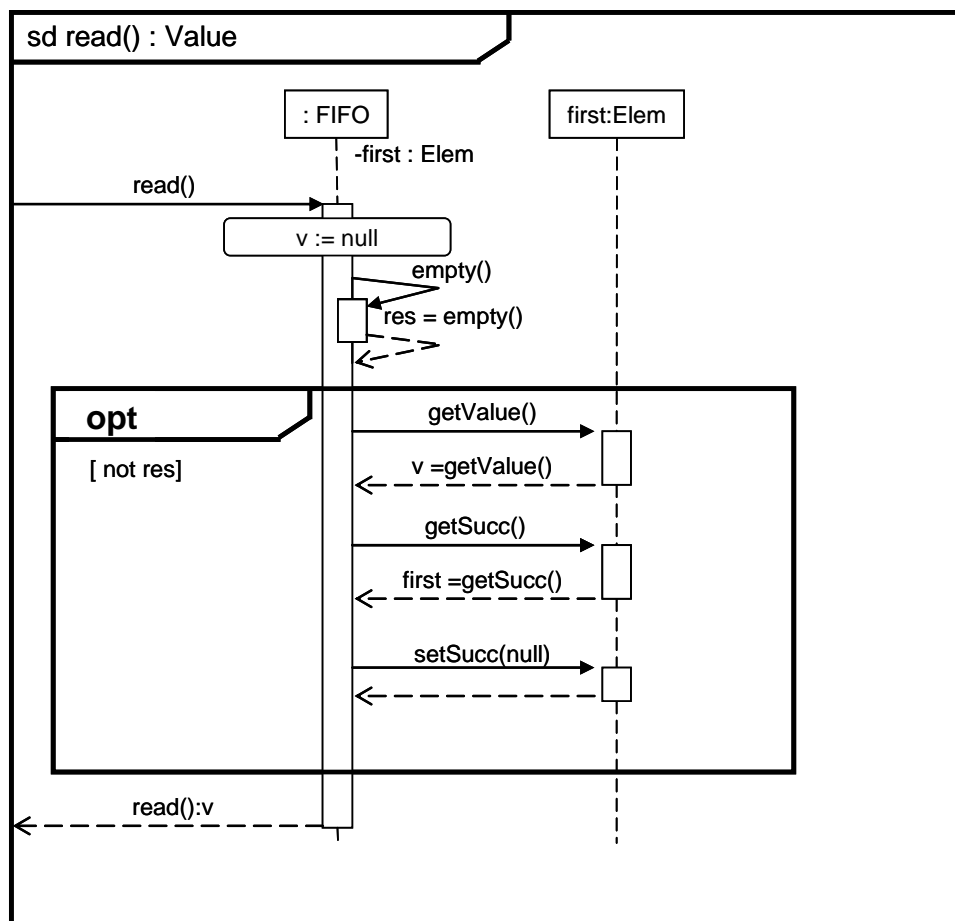 sd read() : Value
: FIFO
first:Elem
-first : Elem
read()
v := null
empty()
res = empty()
opt
getValue()
[ not res]
v =getValue()
getSucc()
first =getSucc()
setSucc(null)
read():v